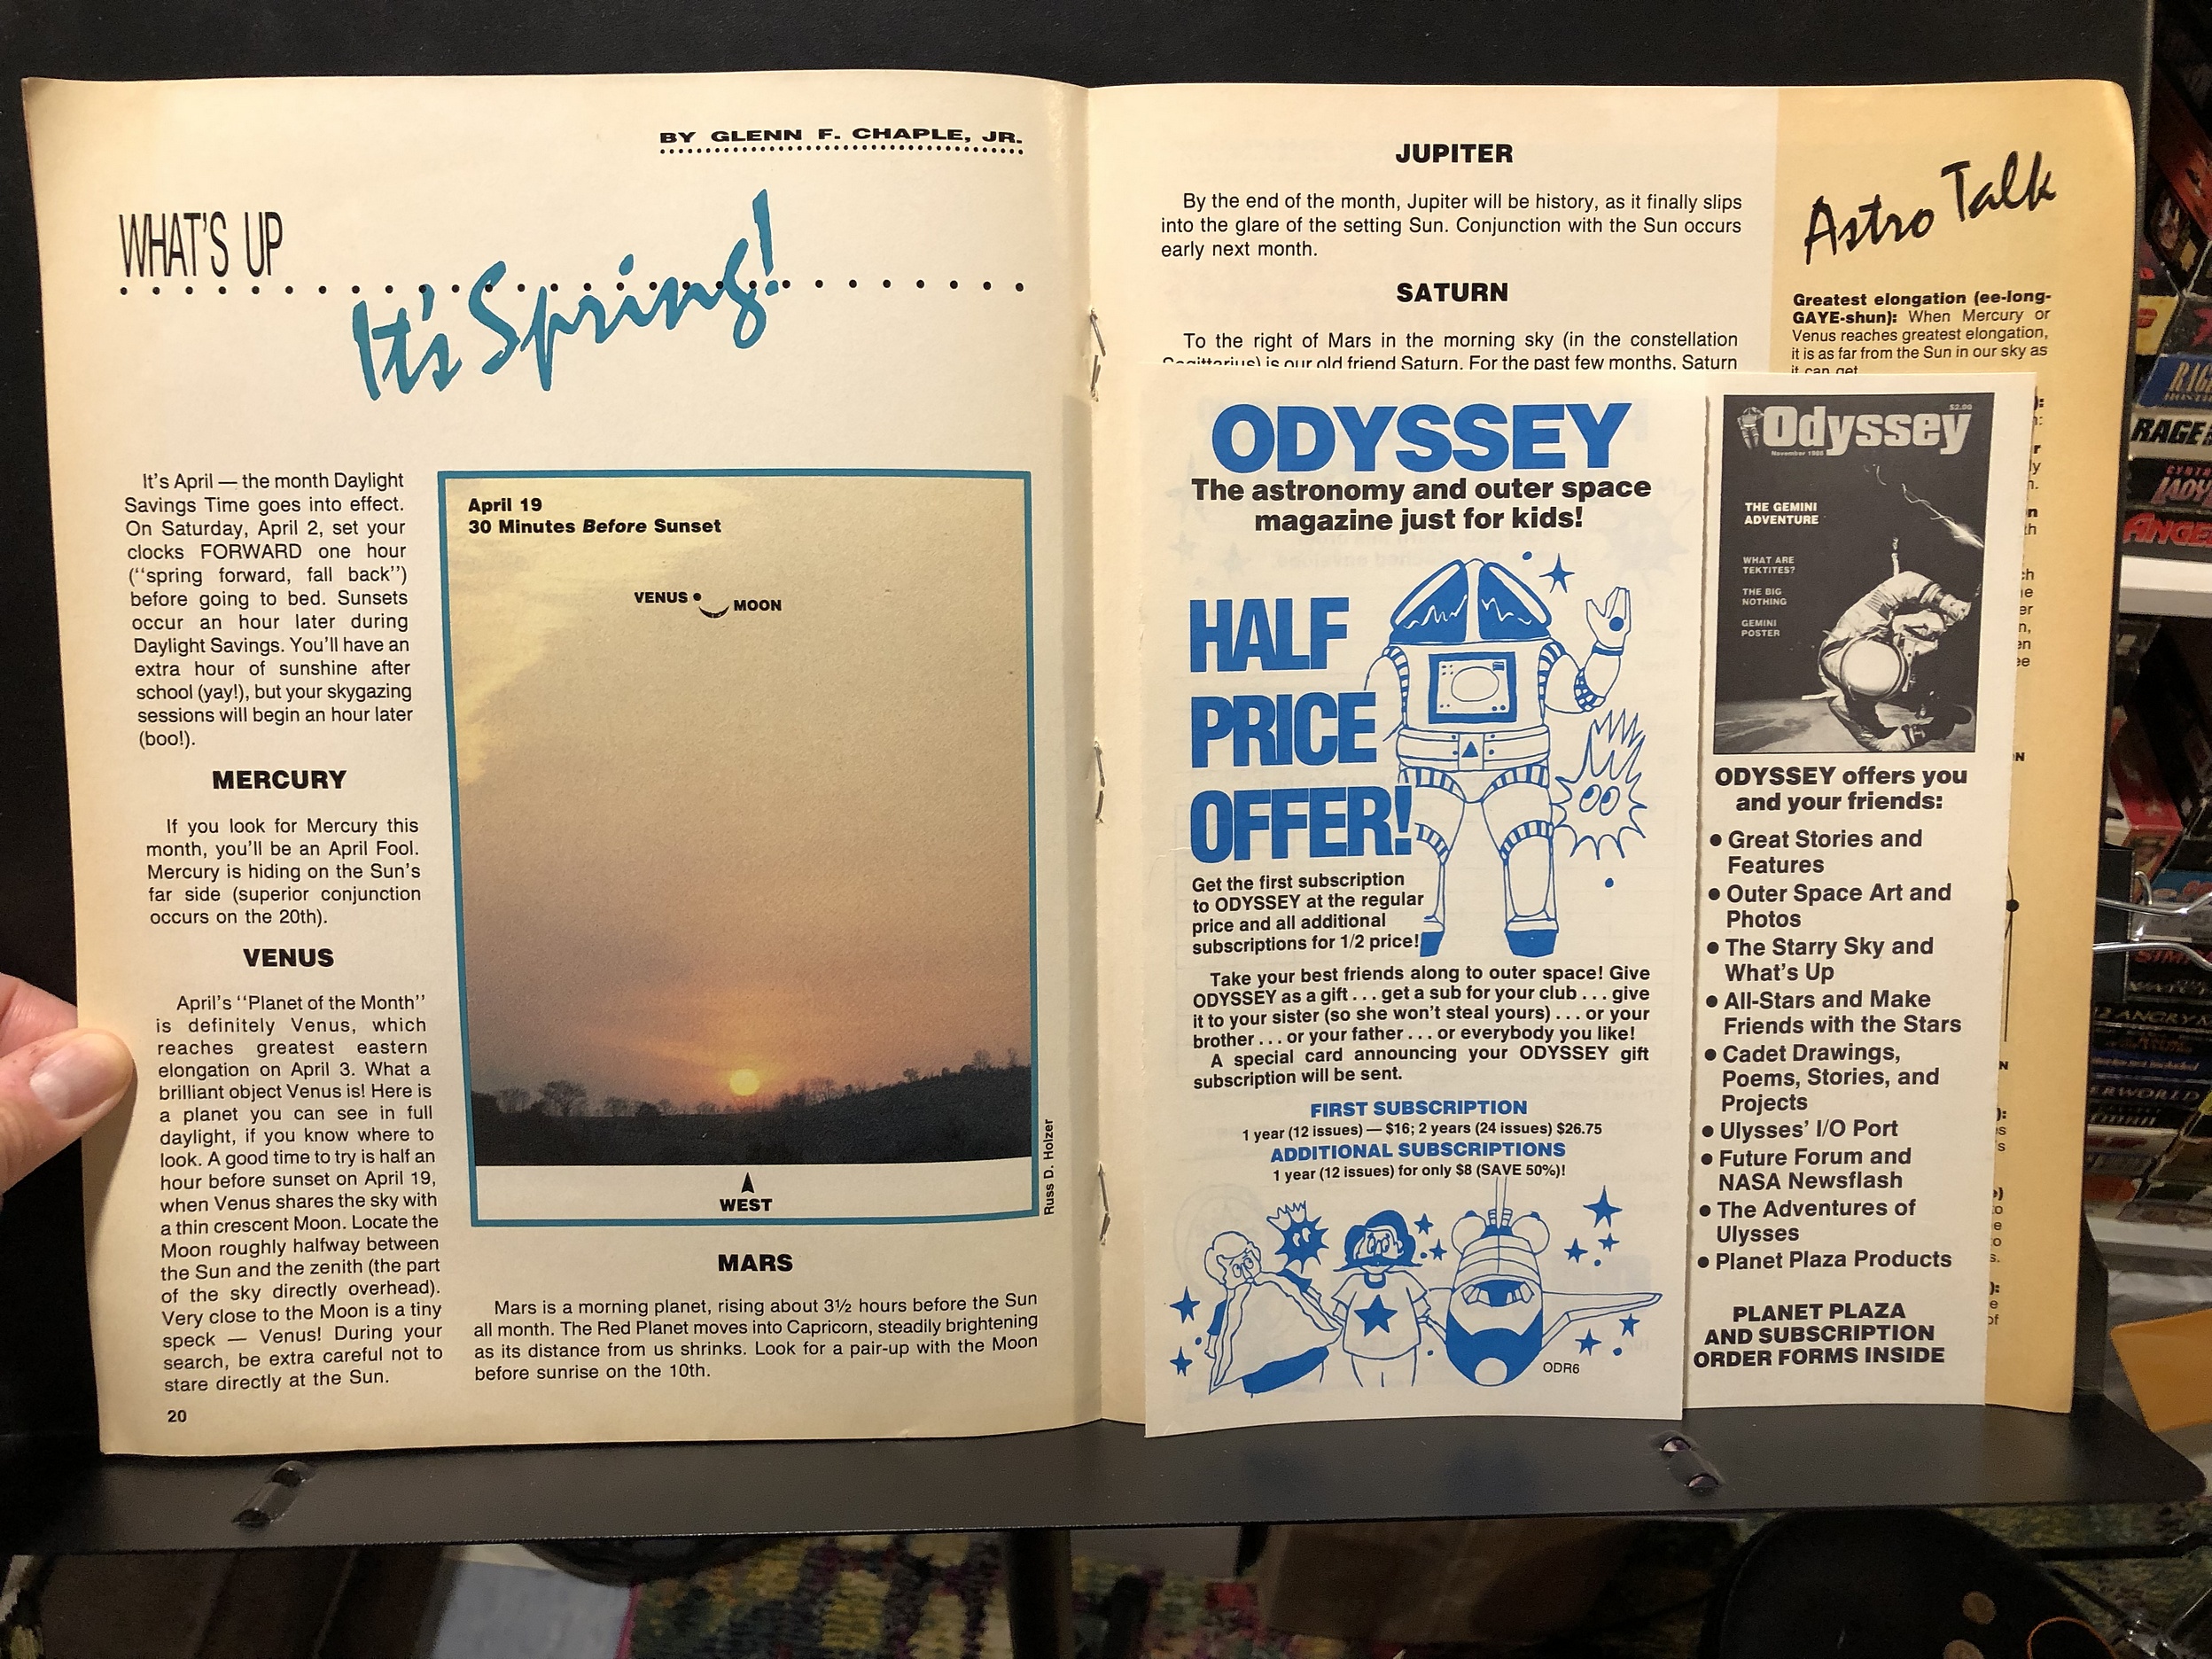 BY GLENN F. CHAPLE, JR.
WHAT'S UP
It's Spring!
It's April — the month Daylight
Savings Time goes into effect.
On Saturday, April 2, set your
clocks FORWARD one hour
(“spring forward, fall back”)
before going to bed. Sunsets
occur an hour later during
Daylight Savings. You'll have an
extra hour of sunshine after
school (yay!), but your skygazing
sessions will begin an hour later
(boo!).
MERCURY
If you look for Mercury this
month, you'll be an April Fool.
Mercury is hiding on the Sun's
far side (superior conjunction
occurs on the 20th).
VENUS
April's “Planet of the Month”
is definitely Venus, which
reaches greatest eastern
elongation on April 3. What a
brilliant object Venus is! Here is
a planet you can see in full
daylight, if you know where to
look. A good time to try is half an
hour before sunset on April 19,
when Venus shares the sky with
a thin crescent Moon. Locate the
Moon roughly halfway between
the Sun and the zenith (the part
of the sky directly overhead).
Very close to the Moon is a tiny
speck — Venus! During your
search, be extra careful not to
stare directly at the Sun.
20
April 19
30 Minutes Before Sunset
VENUS
MOON
WEST
Russ D. Holzer
MARS
Mars is a morning planet, rising about 3½ hours before the Sun
all month. The Red Planet moves into Capricorn, steadily brightening
as its distance from us shrinks. Look for a pair-up with the Moon
before sunrise on the 10th.
JUPITER
By the end of the month, Jupiter will be history, as it finally slips
into the glare of the setting Sun. Conjunction with the Sun occurs
early next month.
SATURN
To the right of Mars in the morning sky (in the constellation
Sagittarius) is our old friend Saturn. For the past few months, Saturn
Astro Talk
Greatest elongation (ee-long-
GAYE-shun): When Mercury or
Venus reaches greatest elongation,
it is as far from the Sun in our sky as
it can get
ODYSSEY
The astronomy and outer space
magazine just for kids!
HALF
PRICE
OFFER!
Get the first subscription
to ODYSSEY at the regular
price and all additional
subscriptions for 1/2 price!
Take your best friends along to outer space! Give
ODYSSEY as a gift . . . get a sub for your club . . . give
it to your sister (so she won't steal yours) . . . or your
brother . . . or your father . . . or everybody you like!
A special card announcing your ODYSSEY gift
subscription will be sent.
FIRST SUBSCRIPTION
1 year (12 issues) — $16; 2 years (24 issues) $26.75
ADDITIONAL SUBSCRIPTIONS
1 year (12 issues) for only $8 (SAVE 50%)!
ODR6
$2.00
Odyssey
November 1986
THE GEMINI
ADVENTURE
WHAT ARE
TEKTITES?
THE BIG
NOTHING
GEMINI
POSTER
ODYSSEY offers you
and your friends:
● Great Stories and
Features
● Outer Space Art and
Photos
● The Starry Sky and
What's Up
● All-Stars and Make
Friends with the Stars
● Cadet Drawings,
Poems, Stories, and
Projects
● Ulysses' I/O Port
● Future Forum and
NASA Newsflash
● The Adventures of
Ulysses
● Planet Plaza Products
PLANET PLAZA
AND SUBSCRIPTION
ORDER FORMS INSIDE